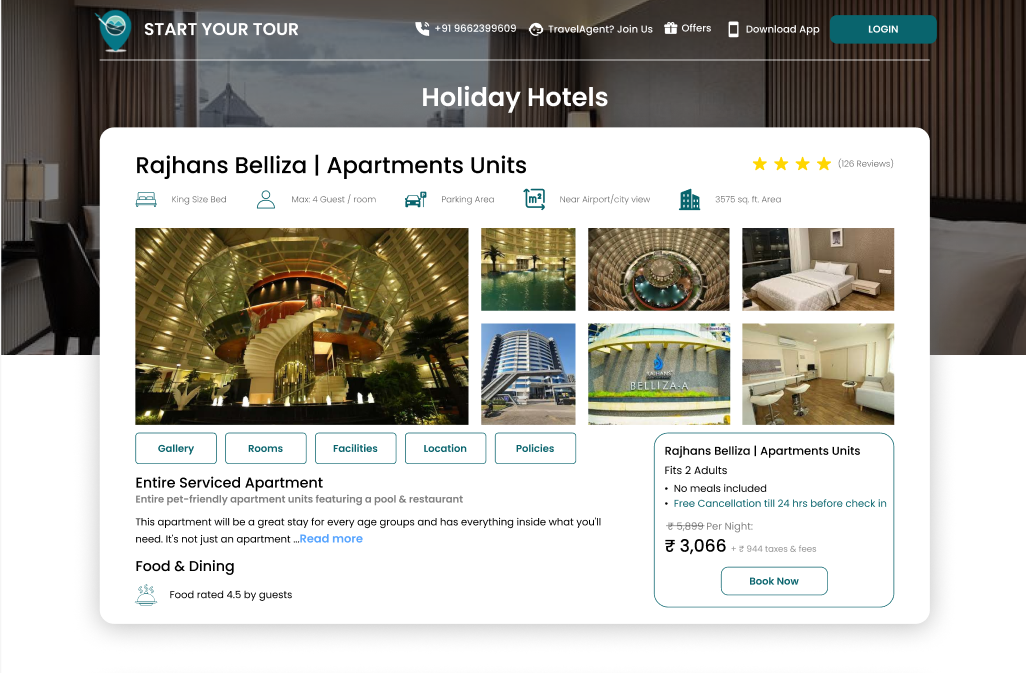 START YOUR TOUR
+91 9662399609
TravelAgent? Join Us
Offers
Download App
LOGIN
Holiday Hotels
Rajhans Belliza | Apartments Units
(126 Reviews)
King Size Bed
Max: 4 Guest / room
Parking Area
m²
Near Airport/city view
3575 sq. ft. Area
BELLIZA-A
Gallery
Rooms
Facilities
Location
Policies
Entire Serviced Apartment
Entire pet-friendly apartment units featuring a pool & restaurant
This apartment will be a great stay for every age groups and has everything inside what you'll
need. It's not just an apartment ...Read more
Food & Dining
Food rated 4.5 by guests
Rajhans Belliza | Apartments Units
Fits 2 Adults
• No meals included
• Free Cancellation till 24 hrs before check in
₹ 5,899 Per Night:
₹ 3,066 + ₹ 944 taxes & fees
Book Now